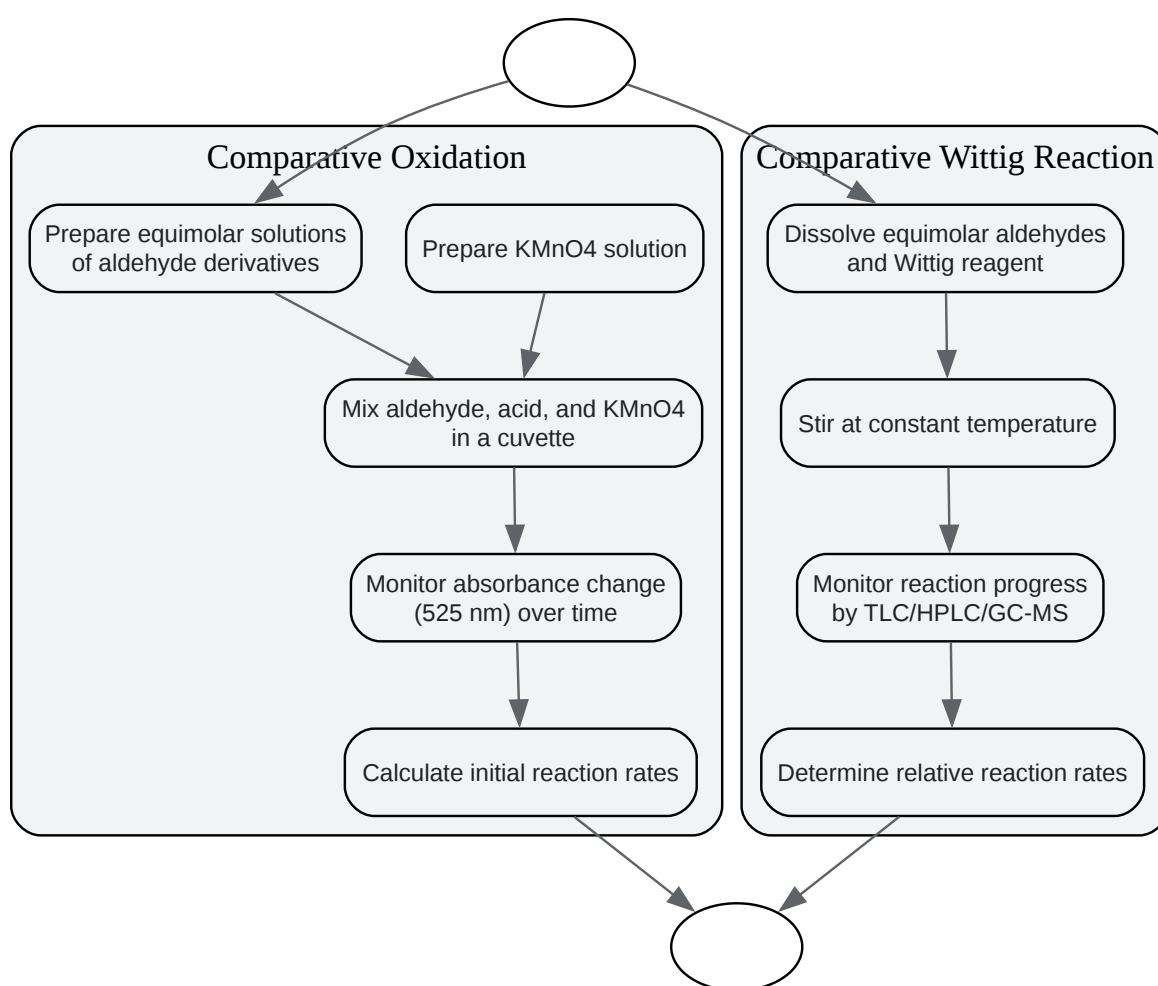 Comparative Oxidation
Prepare equimolar solutions
of aldehyde derivatives
Prepare KMnO4 solution
Mix aldehyde, acid, and KMnO4
in a cuvette
Monitor absorbance change
(525 nm) over time
Calculate initial reaction rates
Comparative Wittig Reaction
Dissolve equimolar aldehydes
and Wittig reagent
Stir at constant temperature
Monitor reaction progress
by TLC/HPLC/GC-MS
Determine relative reaction rates